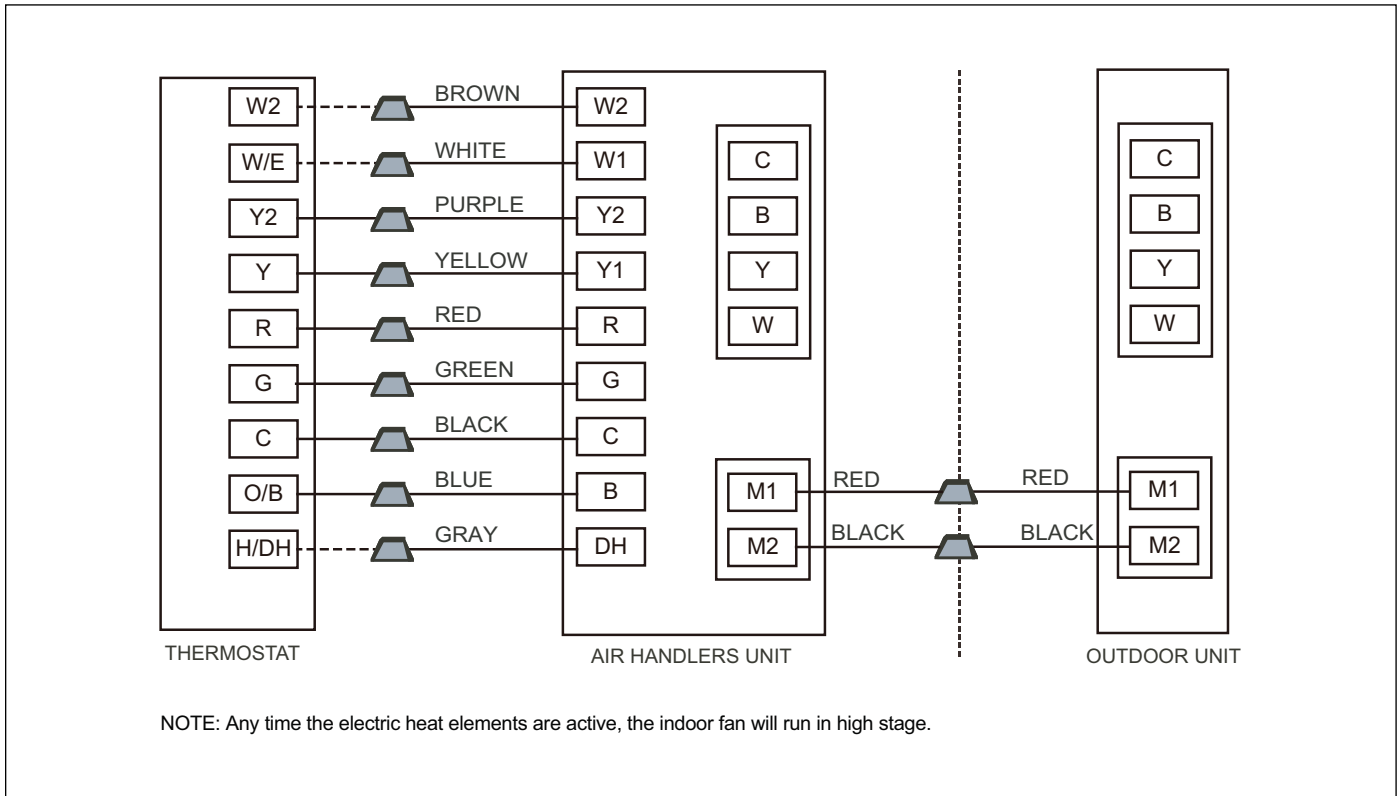 W2 BROWN W2
W/E WHITE W1 C C
Y2 PURPLE Y2 B B
Y YELLOW Y1 Y Y
R RED R W W
G GREEN G
C BLACK C
O/B BLUE B M1 RED RED M1
H/DH GRAY DH M2 BLACK BLACK M2
THERMOSTAT AIR HANDLERS UNIT OUTDOOR UNIT
NOTE: Any time the electric heat elements are active, the indoor fan will run in high stage.